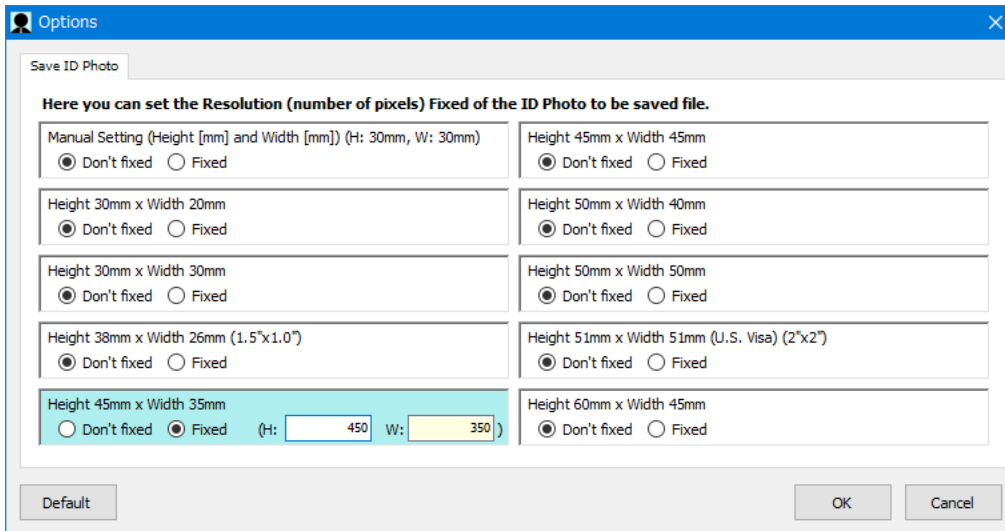 Options
Save ID Photo
Here you can set the Resolution (number of pixels) Fixed of the ID Photo to be saved file.
Manual Setting (Height [mm] and Width [mm]) (H: 30mm, W: 30mm)
Don't fixed Fixed
Height 30mm x Width 20mm
Don't fixed Fixed
Height 30mm x Width 30mm
Don't fixed Fixed
Height 38mm x Width 26mm (1.5"x1.0")
Don't fixed Fixed
Height 45mm x Width 35mm
Don't fixed Fixed (H: 450 W: 350 )
Height 45mm x Width 45mm
Don't fixed Fixed
Height 50mm x Width 40mm
Don't fixed Fixed
Height 50mm x Width 50mm
Don't fixed Fixed
Height 51mm x Width 51mm (U.S. Visa) (2"x2")
Don't fixed Fixed
Height 60mm x Width 45mm
Don't fixed Fixed
Default OK Cancel